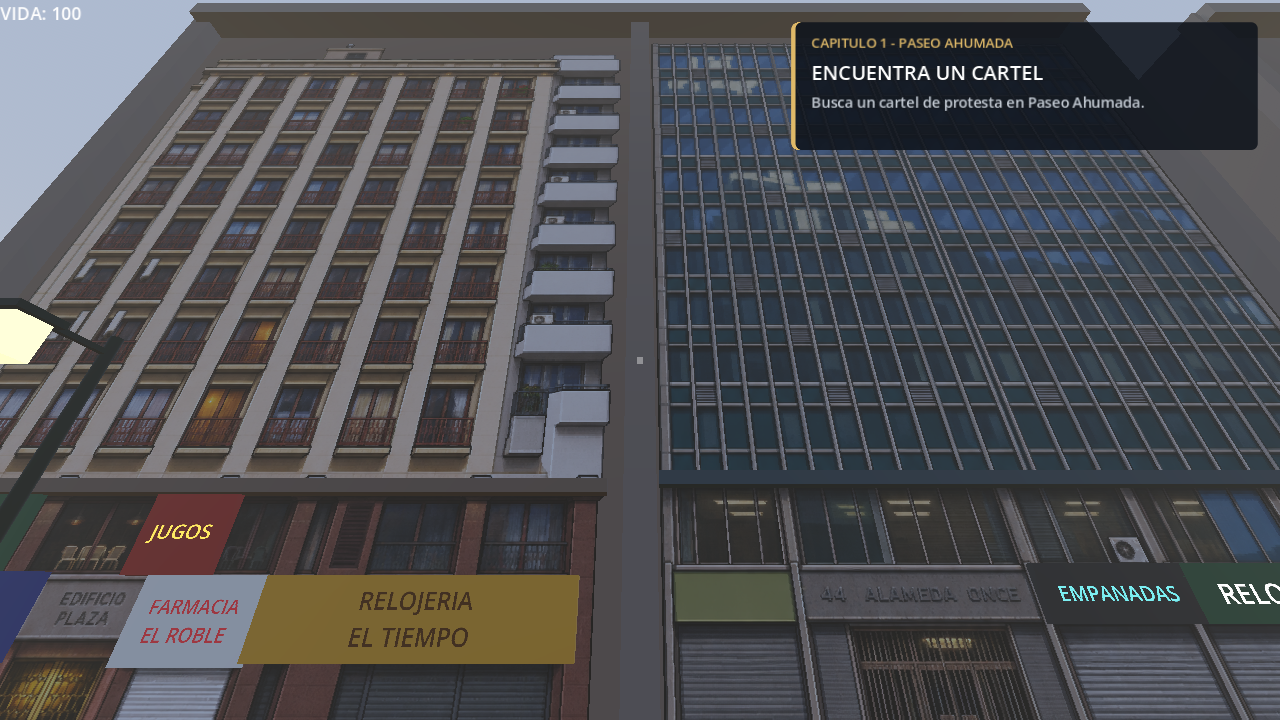 VIDA: 100
CAPITULO 1 - PASEO AHUMADA
ENCUENTRA UN CARTEL
Busca un cartel de protesta en Paseo Ahumada.
JUGOS
EDIFICIO
PLAZA
FARMACIA
EL ROBLE
RELOJERIA
EL TIEMPO
44 ALAMEDA ONCE
EMPANADAS
RELO